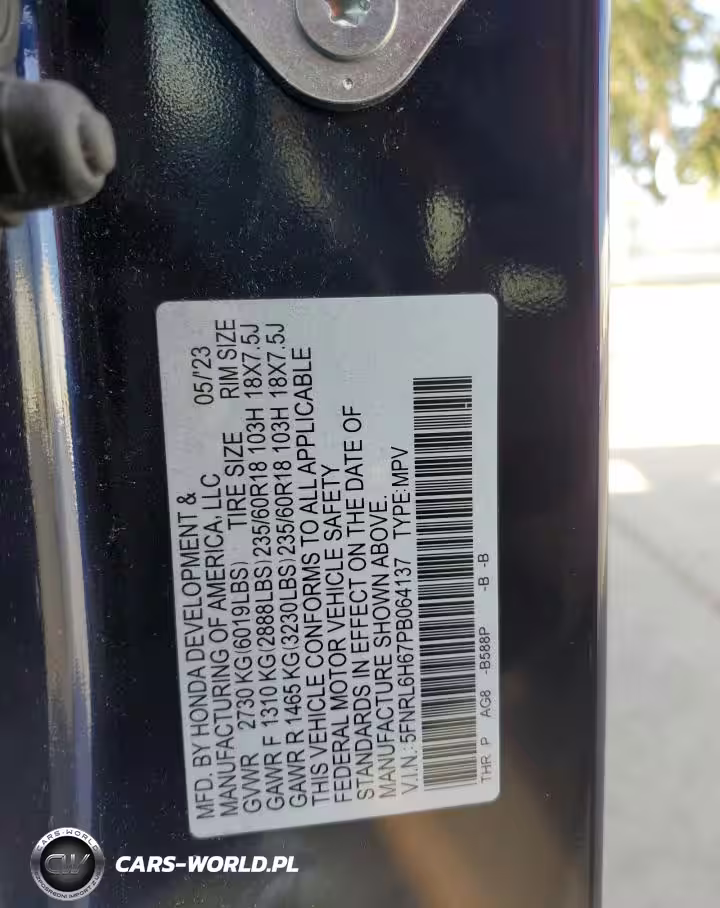 MFD. BY HONDA DEVELOPMENT &
MANUFACTURING OF AMERICA, LLC 05/'23
GVWR 2730 KG(6019LBS) TIRE SIZE RIM SIZE
GAWR F 1310 KG(2888LBS)235/60R18 103H 18X7.5J
GAWR R 1465 KG(3230LBS)235/60R18 103H 18X7.5J
THIS VEHICLE CONFORMS TO ALL APPLICABLE
FEDERAL MOTOR VEHICLE SAFETY
STANDARDS IN EFFECT ON THE DATE OF
MANUFACTURE SHOWN ABOVE.
V.I.N.:5FNRL6H67PB064137 TYPE:MPV
THR P AG8 -B588P -B -B
CARS-WORLD
CW
CARS-WORLD.PL